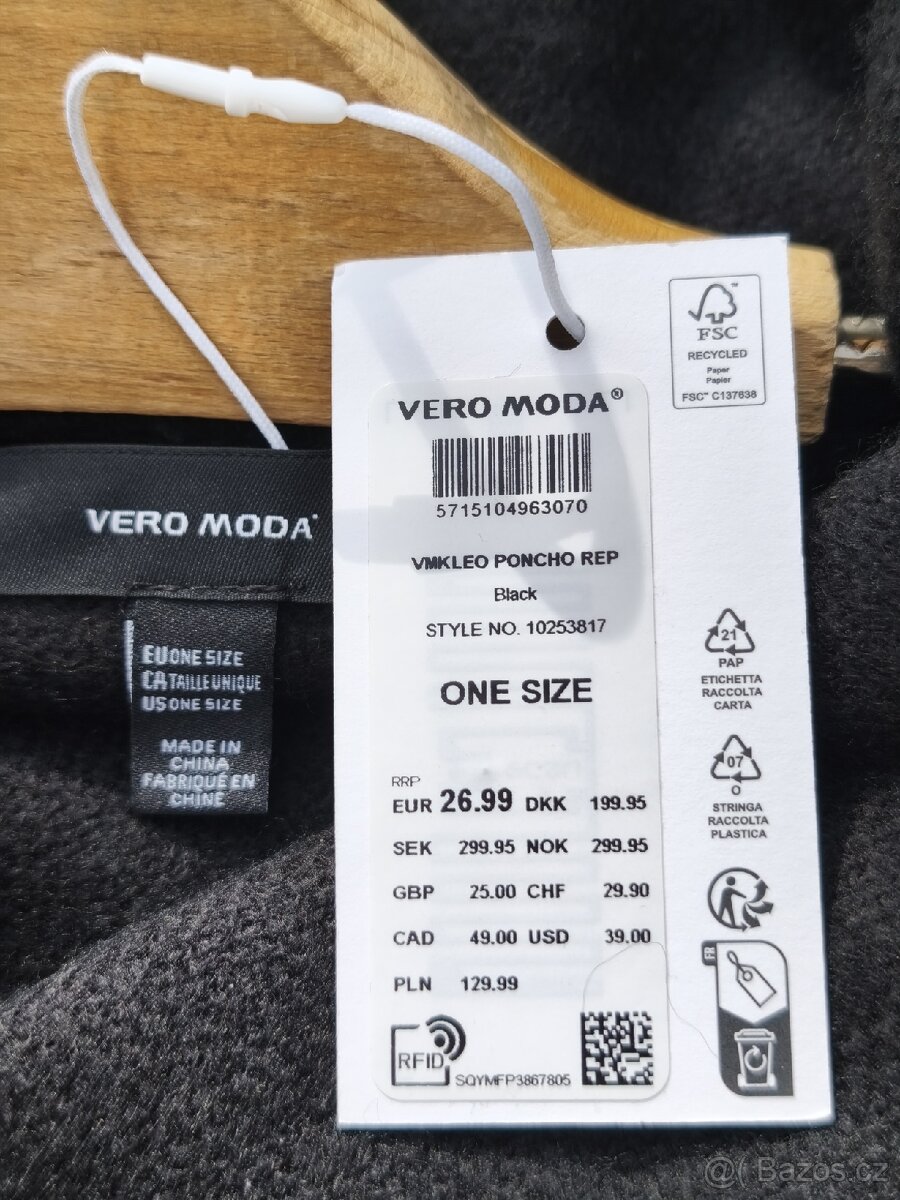 FSC™
RECYCLED
Paper
Papier
FSC™ C137638
VERO MODA®
5715104963070
VMKLEO PONCHO REP
Black
STYLE NO. 10253817
ONE SIZE
RRP
EUR 26.99 DKK 199.95
SEK 299.95 NOK 299.95
GBP 25.00 CHF 29.90
CAD 49.00 USD 39.00
PLN 129.99
RFID
SQYMFP3867805
21
PAP
ETICHETTA
RACCOLTA
CARTA
07
O
STRINGA
RACCOLTA
PLASTICA
FR
VERO MODA
EU ONE SIZE
CA TAILLE UNIQUE
US ONE SIZE
MADE IN
CHINA
FABRIQUÉ EN
CHINE
@( Bazos.cz